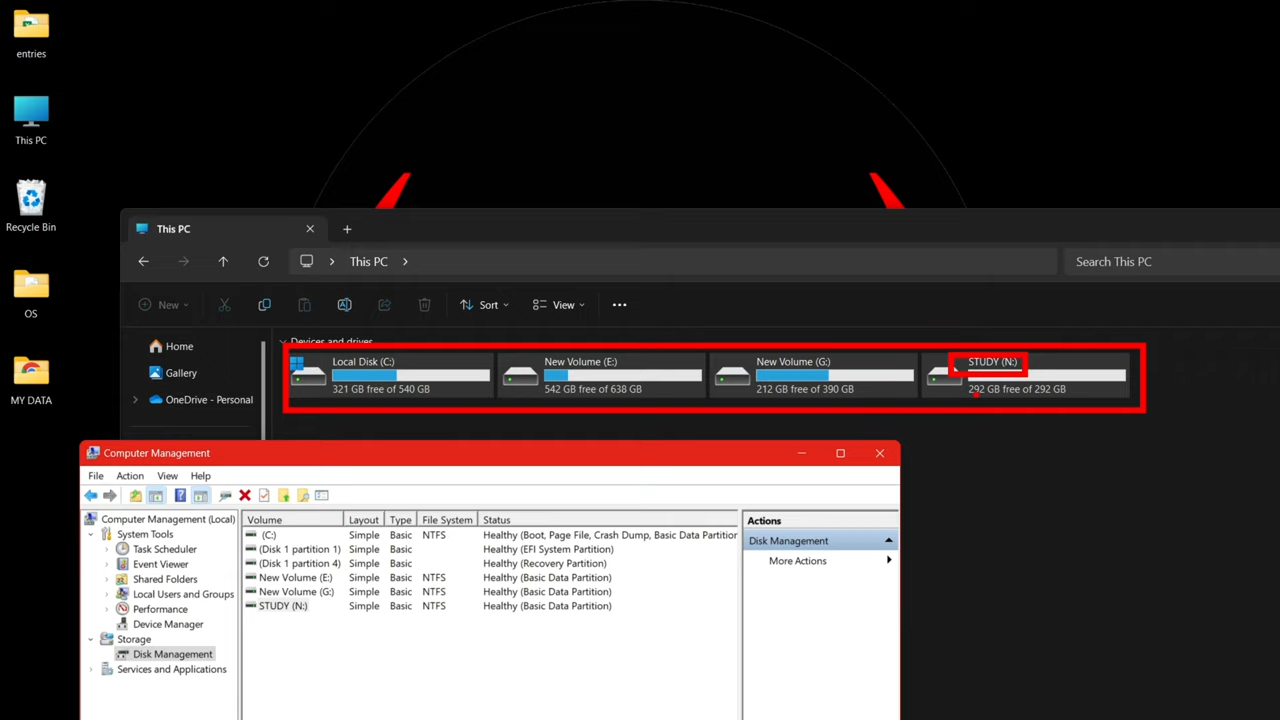 entries
This PC
Recycle Bin
OS
MY DATA
This PC
This PC
Search This PC
New
Sort
View
Home
Gallery
OneDrive - Personal
Devices and drives
Local Disk (C:)
321 GB free of 540 GB
New Volume (E:)
542 GB free of 638 GB
New Volume (G:)
212 GB free of 390 GB
STUDY (N:)
292 GB free of 292 GB
Computer Management
File Action View Help
Computer Management (Local)
System Tools
Task Scheduler
Event Viewer
Shared Folders
Local Users and Groups
Performance
Device Manager
Storage
Disk Management
Services and Applications
Volume Layout Type File System Status
(C:) Simple Basic NTFS Healthy (Boot, Page File, Crash Dump, Basic Data Partition
(Disk 1 partition 1) Simple Basic Healthy (EFI System Partition)
(Disk 1 partition 4) Simple Basic Healthy (Recovery Partition)
New Volume (E:) Simple Basic NTFS Healthy (Basic Data Partition)
New Volume (G:) Simple Basic NTFS Healthy (Basic Data Partition)
STUDY (N:) Simple Basic NTFS Healthy (Basic Data Partition)
Actions
Disk Management
More Actions